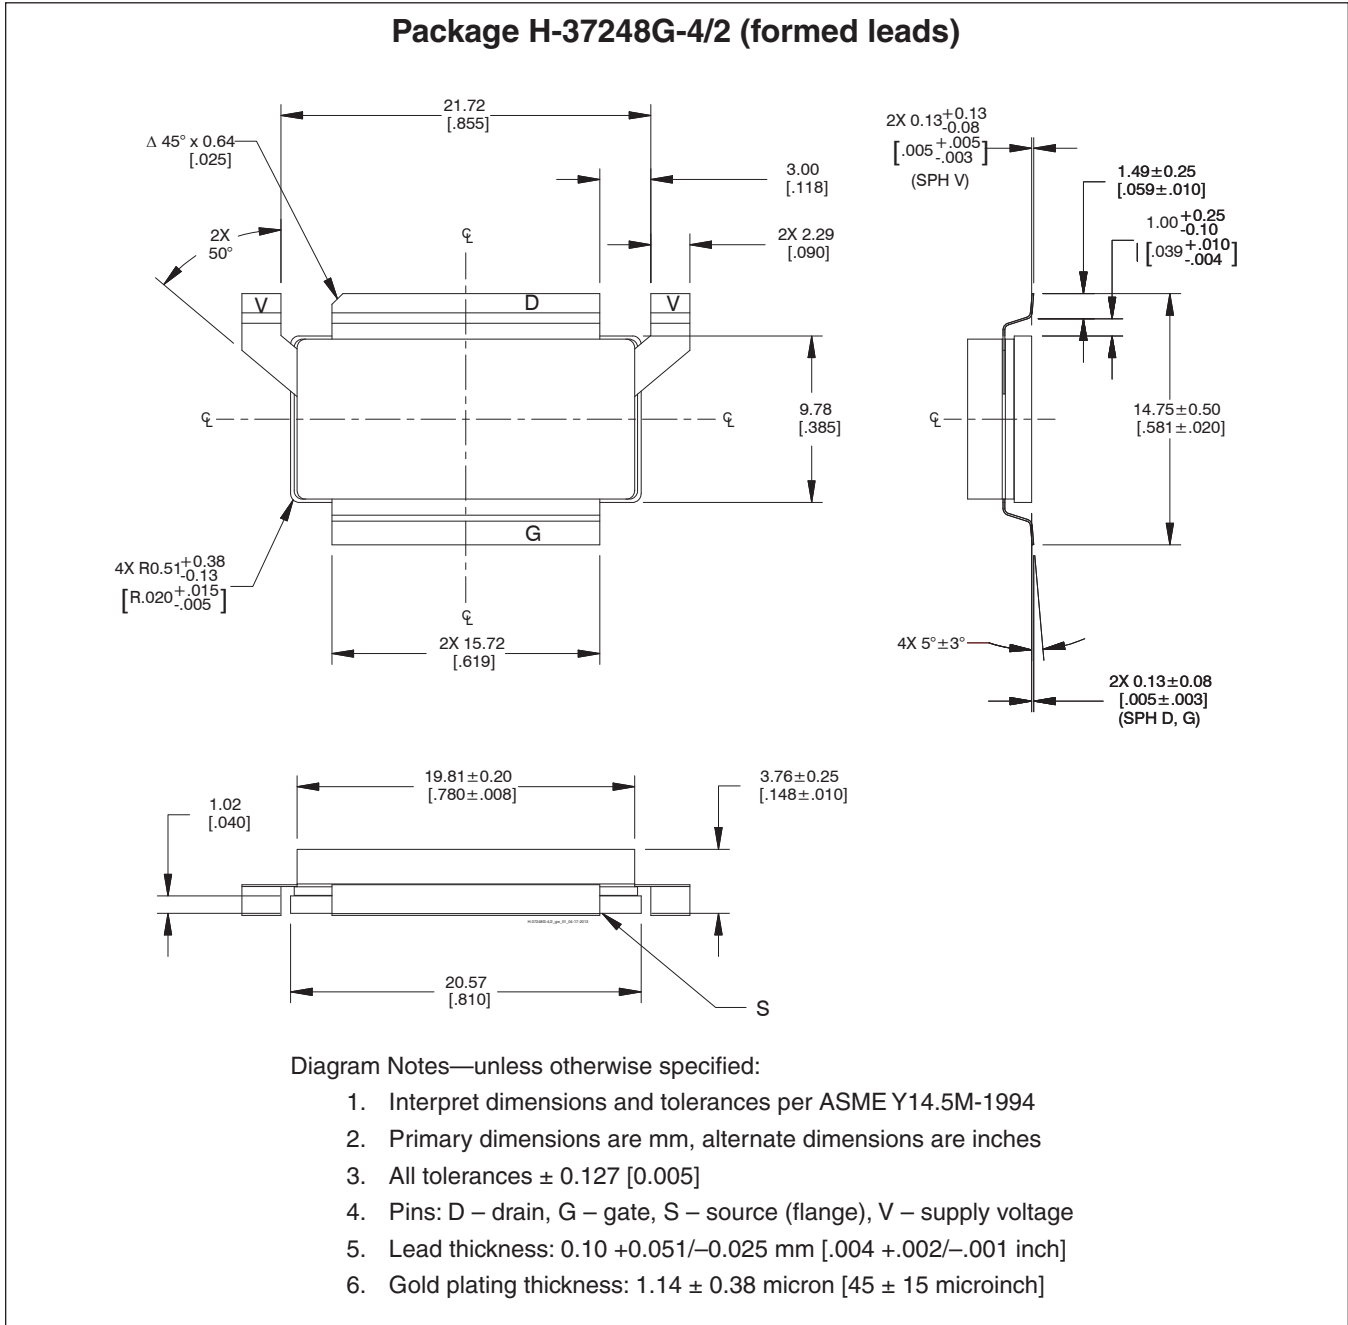 Package H-37248G-4/2 (formed leads)
21.72
[.855]
Δ 45° x 0.64
[.025]
2X 0.13+0.13
-0.08
[.005+.005
-.003]
(SPH V)
3.00
[.118]
1.49±0.25
[.059±.010]
1.00+0.25
-0.10
[.039+.010
-.004]
2X
50°
℄
2X 2.29
[.090]
V
D
V
℄
℄
9.78
[.385]
℄
14.75±0.50
[.581±.020]
G
4X R0.51+0.38
-0.13
[R.020+.015
-.005]
℄
2X 15.72
[.619]
4X 5°±3°
2X 0.13±0.08
[.005±.003]
(SPH D, G)
19.81±0.20
[.780±.008]
3.76±0.25
[.148±.010]
1.02
[.040]
20.57
[.810]
S
Diagram Notes—unless otherwise specified:
1. Interpret dimensions and tolerances per ASME Y14.5M-1994
2. Primary dimensions are mm, alternate dimensions are inches
3. All tolerances ± 0.127 [0.005]
4. Pins: D – drain, G – gate, S – source (flange), V – supply voltage
5. Lead thickness: 0.10 +0.051/–0.025 mm [.004 +.002/–.001 inch]
6. Gold plating thickness: 1.14 ± 0.38 micron [45 ± 15 microinch]